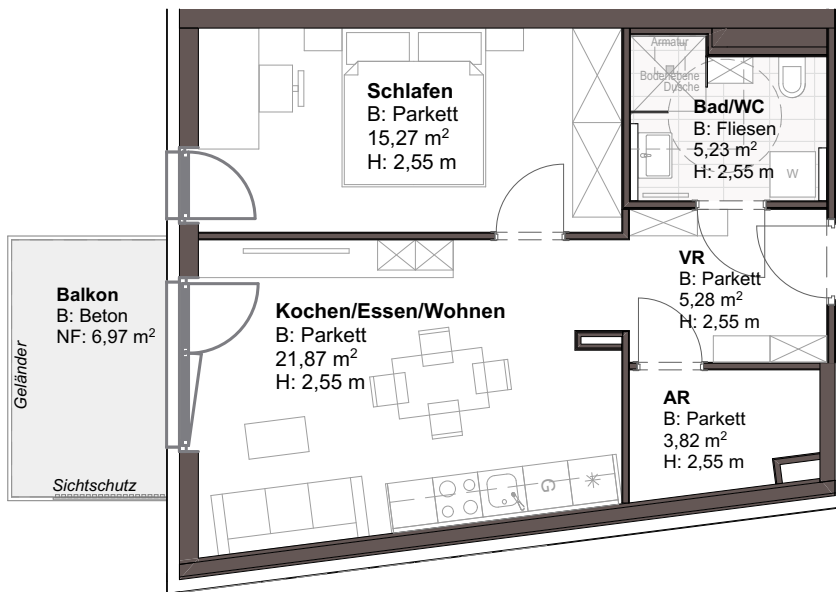 Schlafen
B: Parkett
15,27 m²
H: 2,55 m
Armatur
Bodenebene
Dusche
Bad/WC
B: Fliesen
5,23 m²
H: 2,55 m
W
Balkon
B: Beton
NF: 6,97 m²
Geländer
Sichtschutz
Kochen/Essen/Wohnen
B: Parkett
21,87 m²
H: 2,55 m
VR
B: Parkett
5,28 m²
H: 2,55 m
AR
B: Parkett
3,82 m²
H: 2,55 m
G